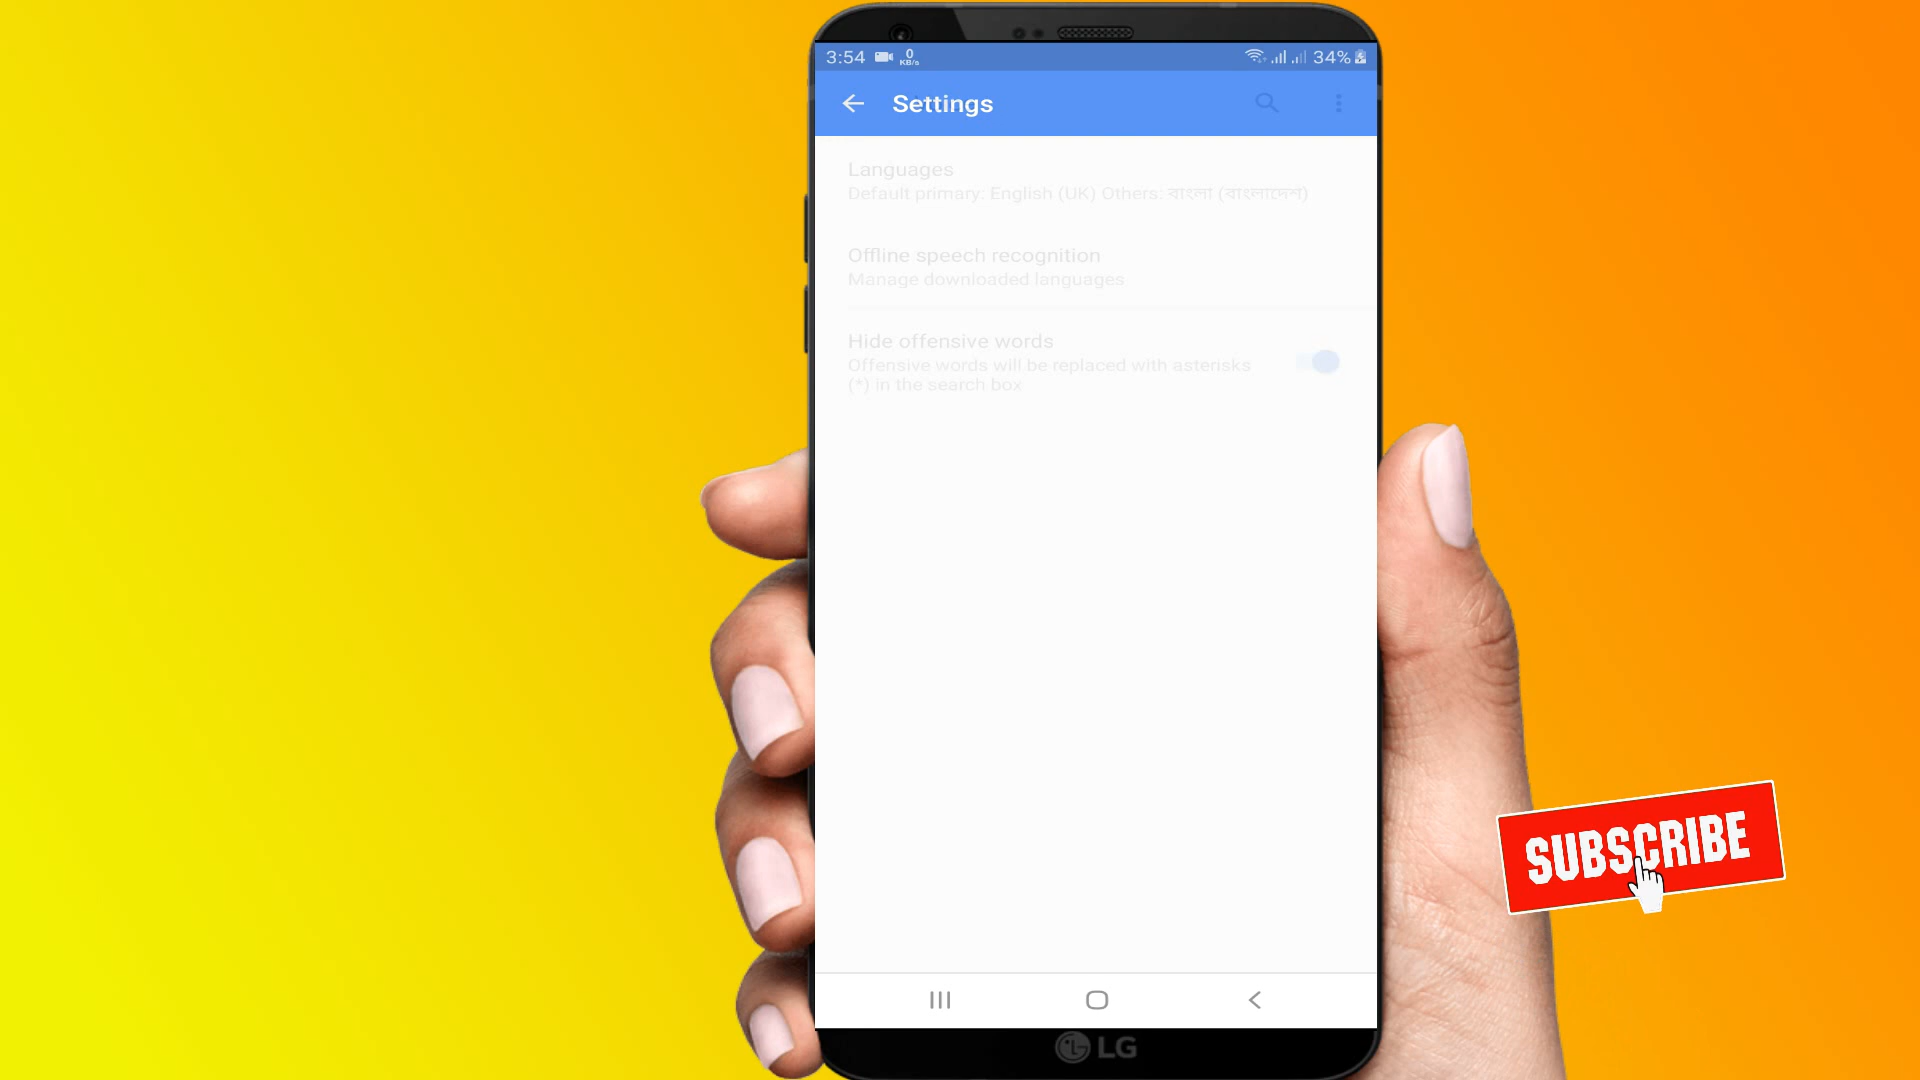 3:54 0 KB/s 34%
Settings
Languages
Default primary: English (UK) Others: বাংলা (বাংলাদেশ)
Offline speech recognition
Manage downloaded languages
Hide offensive words
Offensive words will be replaced with asterisks
(*) in the search box
SUBSCRIBE
LG